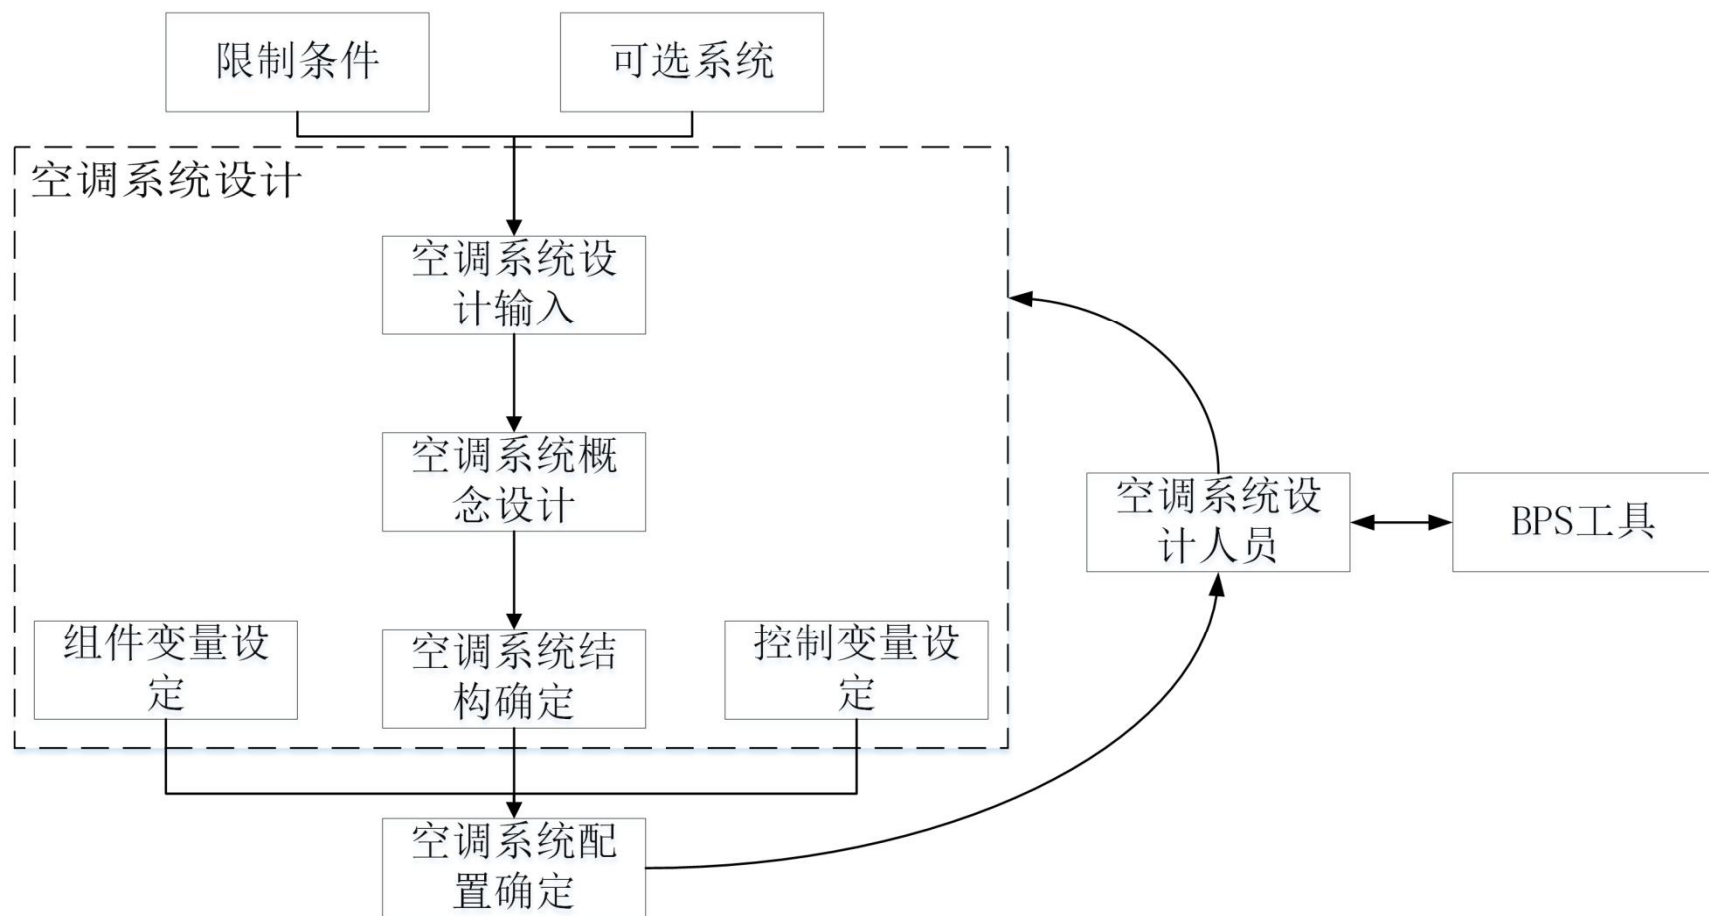 限制条件
可选系统
空调系统设计
空调系统设
计输入
空调系统概
念设计
空调系统设
计人员
BPS工具
组件变量设
定
空调系统结
构确定
控制变量设
定
空调系统配
置确定